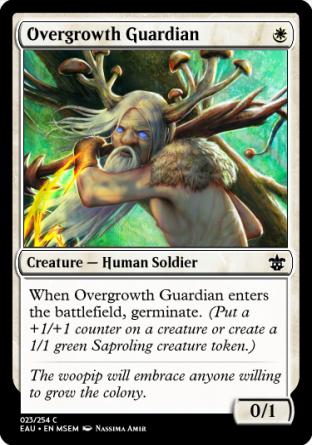 Overgrowth Guardian
Creature — Human Soldier
When Overgrowth Guardian enters
the battlefield, germinate. (Put a
+1/+1 counter on a creature or create a
1/1 green Saproling creature token.)
The woopip will embrace anyone willing
to grow the colony.
0/1
023/254 C
EAU • EN MSEM Nassima Amir